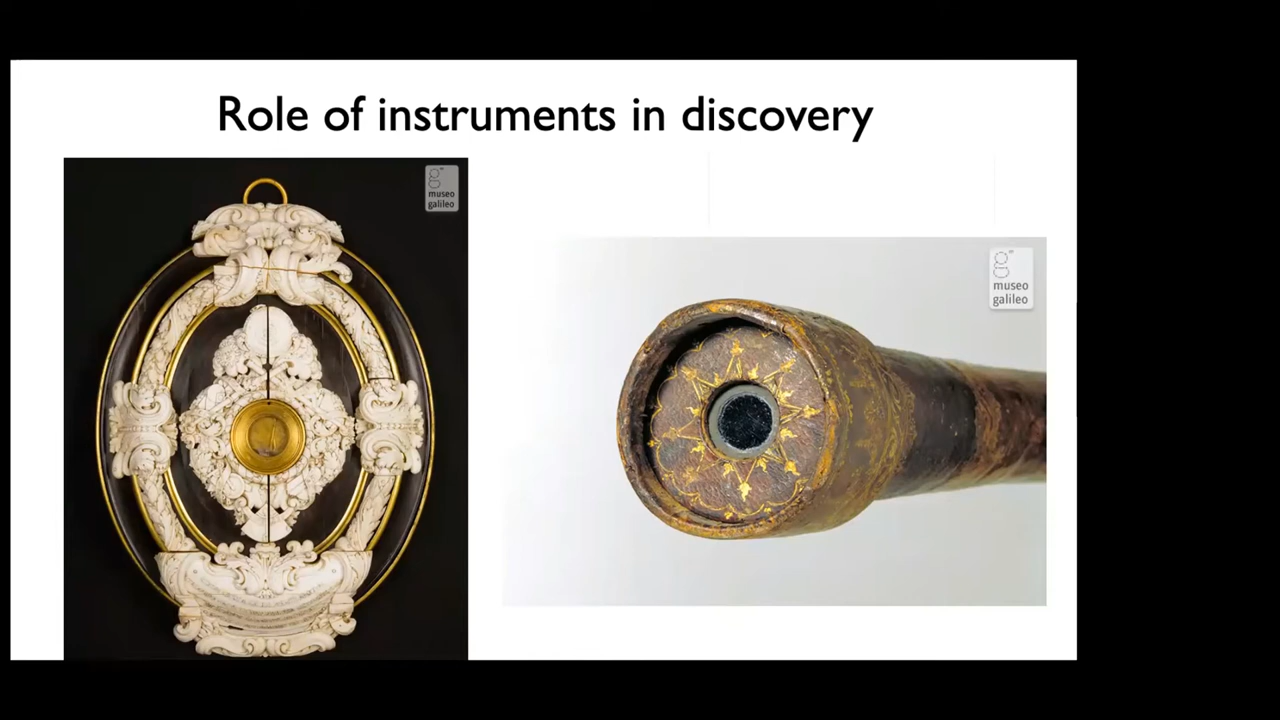 Role of instruments in discovery
museo
galileo
museo
galileo